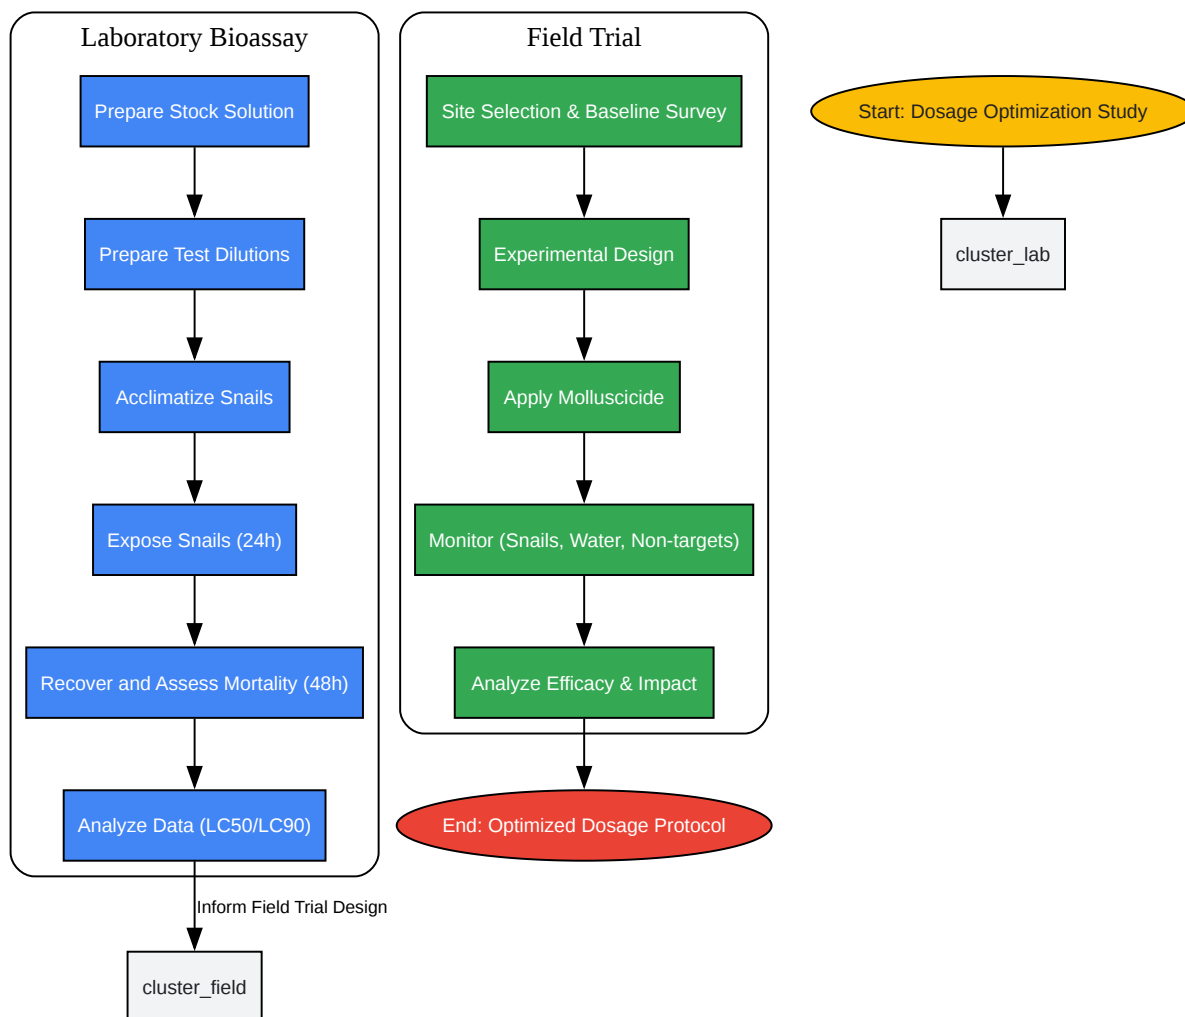 Laboratory Bioassay
Prepare Stock Solution
Prepare Test Dilutions
Acclimatize Snails
Expose Snails (24h)
Recover and Assess Mortality (48h)
Analyze Data (LC50/LC90)
Inform Field Trial Design
cluster_field
Field Trial
Site Selection & Baseline Survey
Experimental Design
Apply Molluscicide
Monitor (Snails, Water, Non-targets)
Analyze Efficacy & Impact
End: Optimized Dosage Protocol
Start: Dosage Optimization Study
cluster_lab